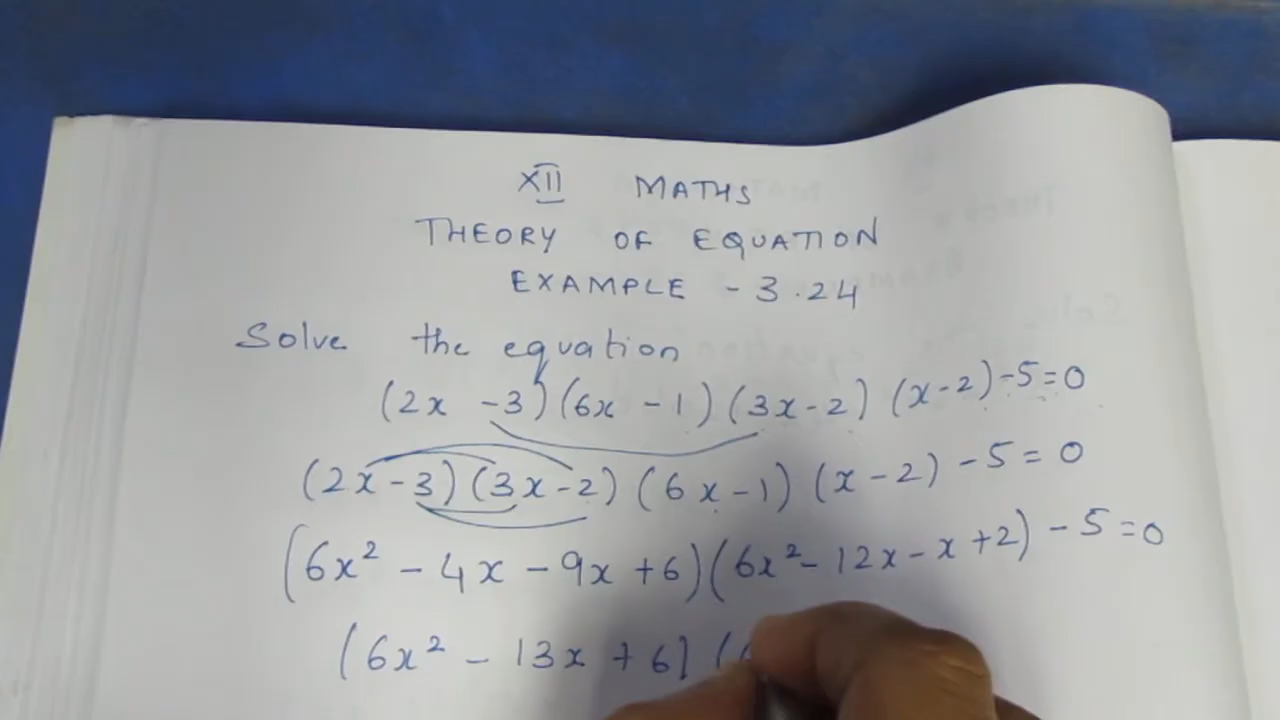 XII MATHS
THEORY OF EQUATION
EXAMPLE - 3.24
Solve the equation
(2x - 3) (6x - 1) (3x - 2) (x - 2) - 5 = 0
(2x - 3) (3x - 2) (6x - 1) (x - 2) - 5 = 0
(6x² - 4x - 9x + 6) (6x² - 12x - x + 2) - 5 = 0
(6x² - 13x + 6) (